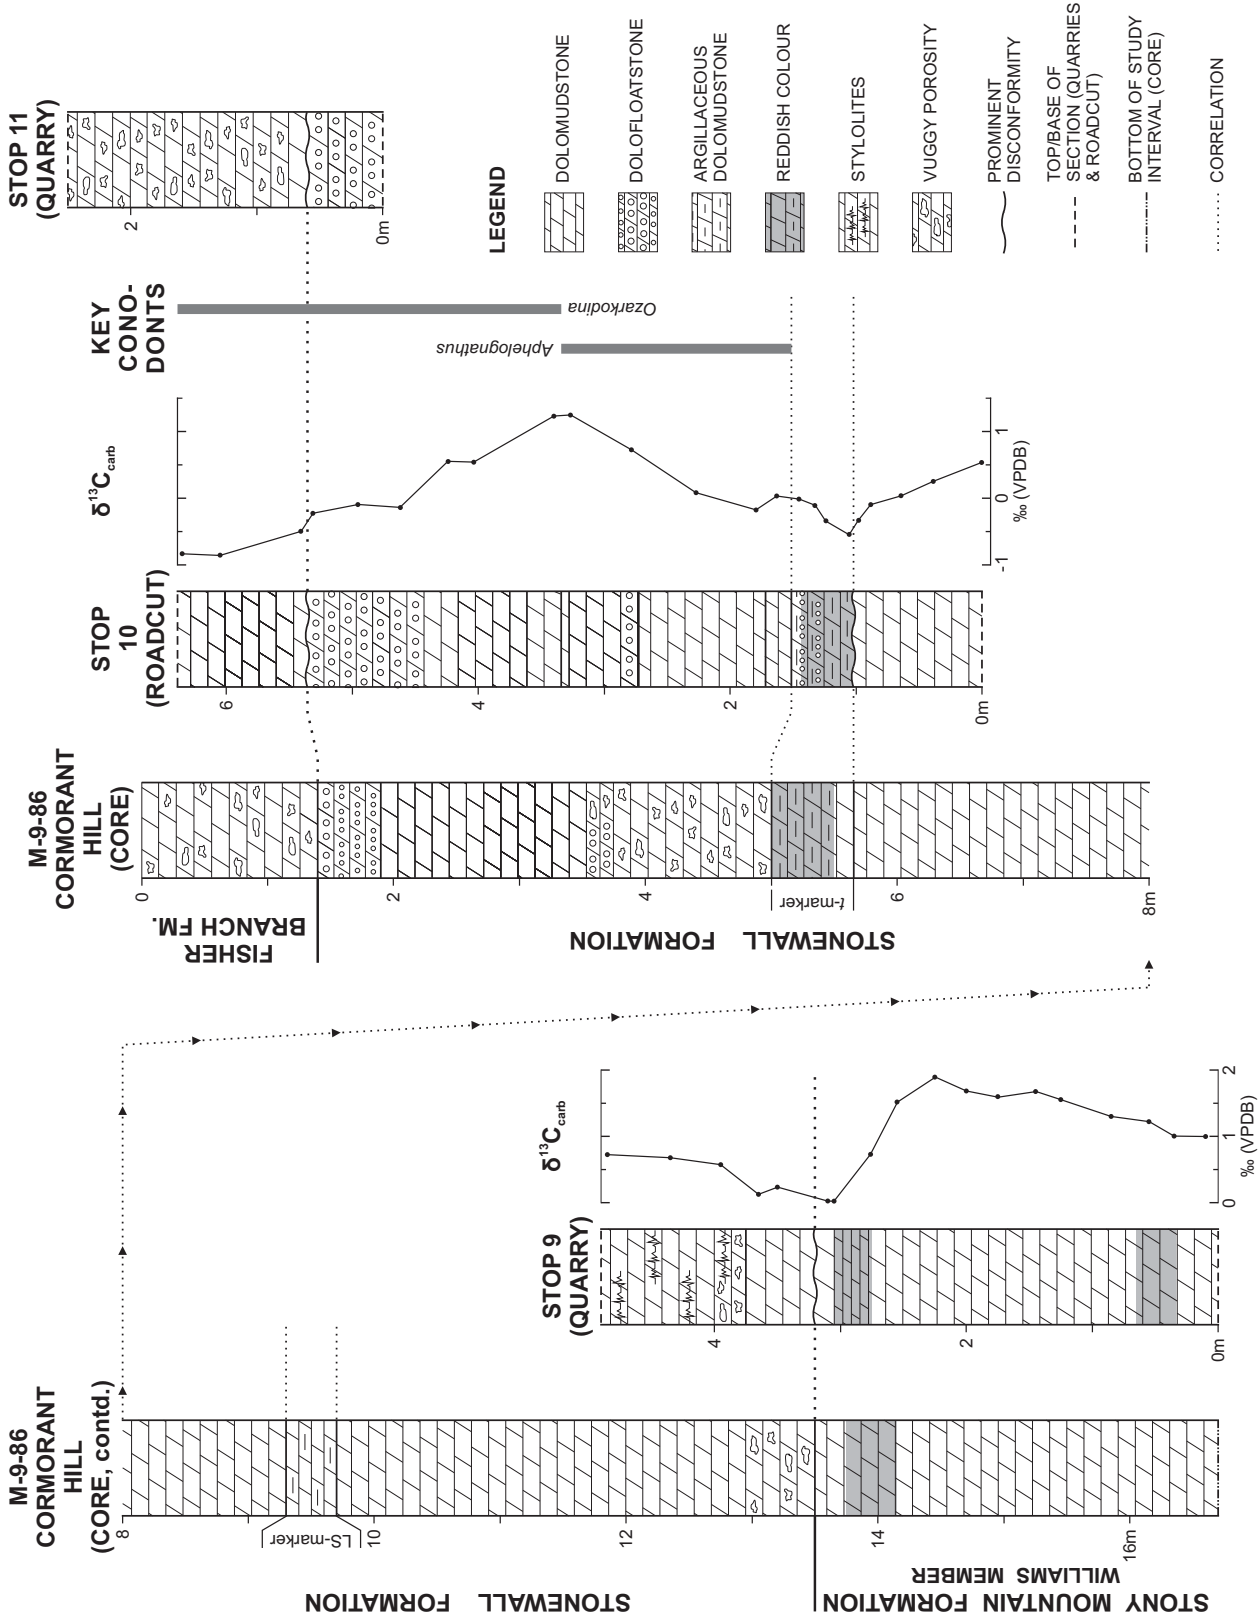 M-9-86
CORMORANT
HILL
(CORE, contd.)
8
10
12
14
16m
LS-marker
STONEWALL FORMATION
STONY MOUNTAIN FORMATION
WILLIAMS MEMBER
STOP 9
(QUARRY)
4
2
0m
δ13Ccarb
0
1
2
‰ (VPDB)
M-9-86
CORMORANT
HILL
(CORE)
0
2
4
6
8m
FISHER
BRANCH FM.
STONEWALL FORMATION
t-marker
STOP
10
(ROADCUT)
6
4
2
0m
δ13Ccarb
-1
0
1
‰ (VPDB)
KEY
CONO-
DONTS
Aphelognathus
Ozarkodina
STOP 11
(QUARRY)
2
0m
LEGEND
DOLOMUDSTONE
DOLOFLOATSTONE
ARGILLACEOUS
DOLOMUDSTONE
REDDISH COLOUR
STYLOLITES
VUGGY POROSITY
PROMINENT
DISCONFORMITY
TOP/BASE OF
SECTION (QUARRIES
& ROADCUT)
BOTTOM OF STUDY
INTERVAL (CORE)
CORRELATION